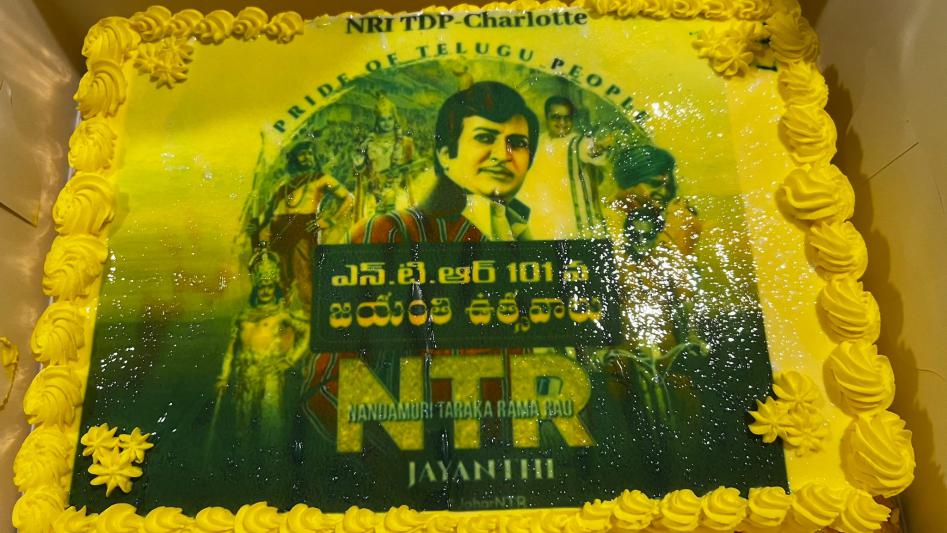 NRI TDP-Charlotte
PRIDE OF TELUGU PEOPLE
ఎన్.టి.ఆర్ 101 వ
జయంతి ఉత్సవాలు
NTR
NANDAMURI TARAKA RAMA RAO
JAYANTHI
#JoharNTR